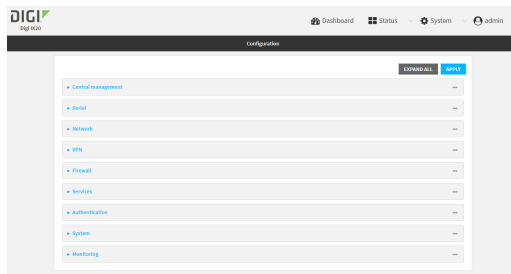 DIGI
Digi IX20
Dashboard Status System admin
Configuration
EXPAND ALL APPLY
Central management
Serial
Network
VPN
Firewall
Services
Authentication
System
Monitoring